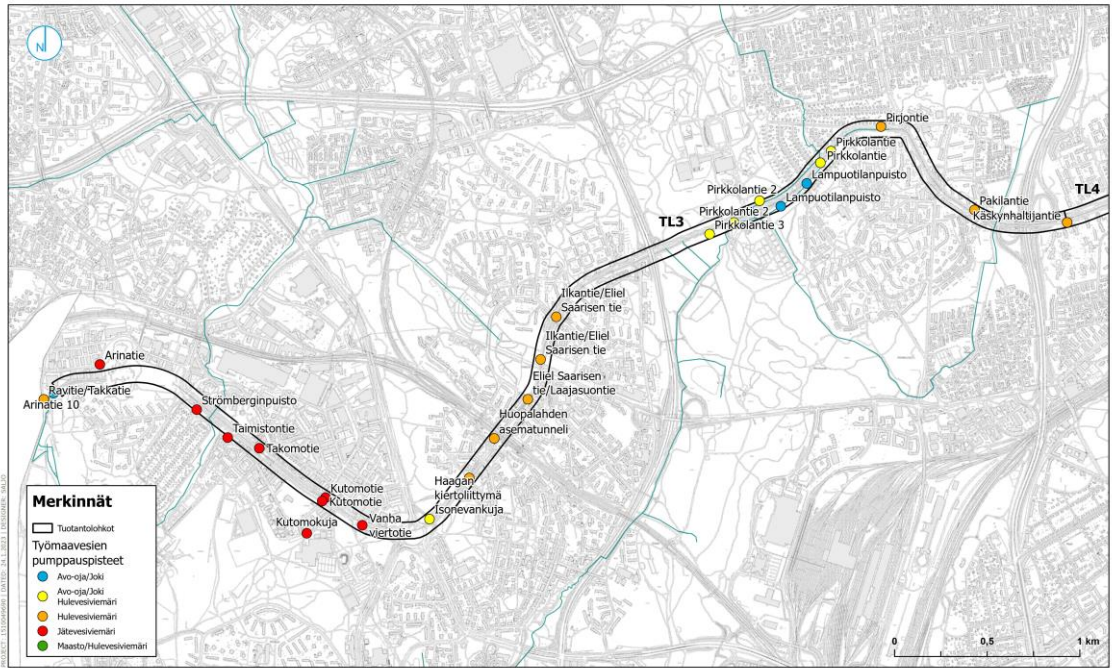 N
Pirjontie
Pirkkolantie
Pirkkolantie
Lampuotilanpuisto
Pirkkolantie 2
Lampuotilanpuisto
Pakilantie
TL4
Käskynhaltijantie
TL3
Pirkkolantie 2
Pirkkolantie 3
Ilkantie/Eliel
Saarisen tie
Ilkantie/Eliel
Saarisen tie
Arinatie
Eliel Saarisen
tie/Laajasuontie
Ravitie/Takkatie
Arinatie 10
Strömberginpuisto
Huopalahden
asematunneli
Taimistontie
Takomotie
Haagan
kiertoliittymä
Isonevankuja
Kutomotie
Kutomotie
Kutomokuja
Vanha
viertotie
Merkinnät
Tuotantolohkot
Työmaavesien
pumppauspisteet
Avo-oja/Joki
Avo-oja/Joki
Hulevesiviemäri
Hulevesiviemäri
Jätevesiviemäri
Maasto/Hulevesiviemäri
0 0,5 1 km